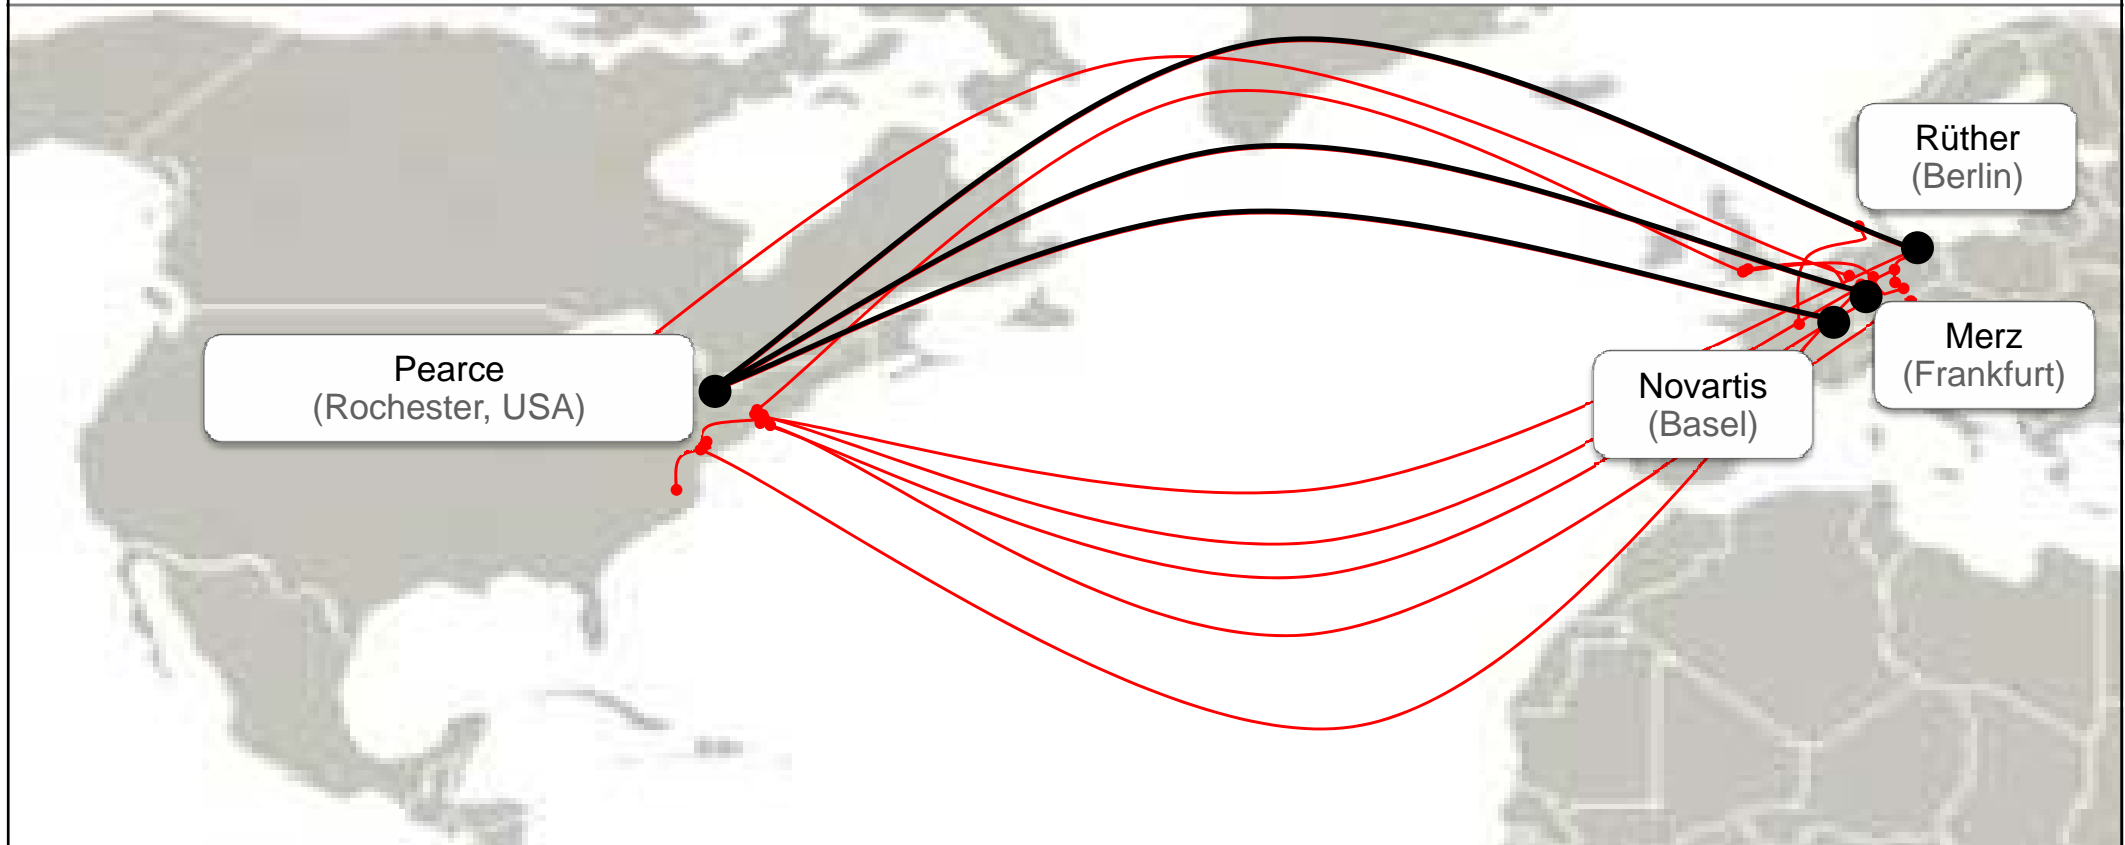 Rüther
(Berlin)
Pearce
(Rochester, USA)
Merz
(Frankfurt)
Novartis
(Basel)